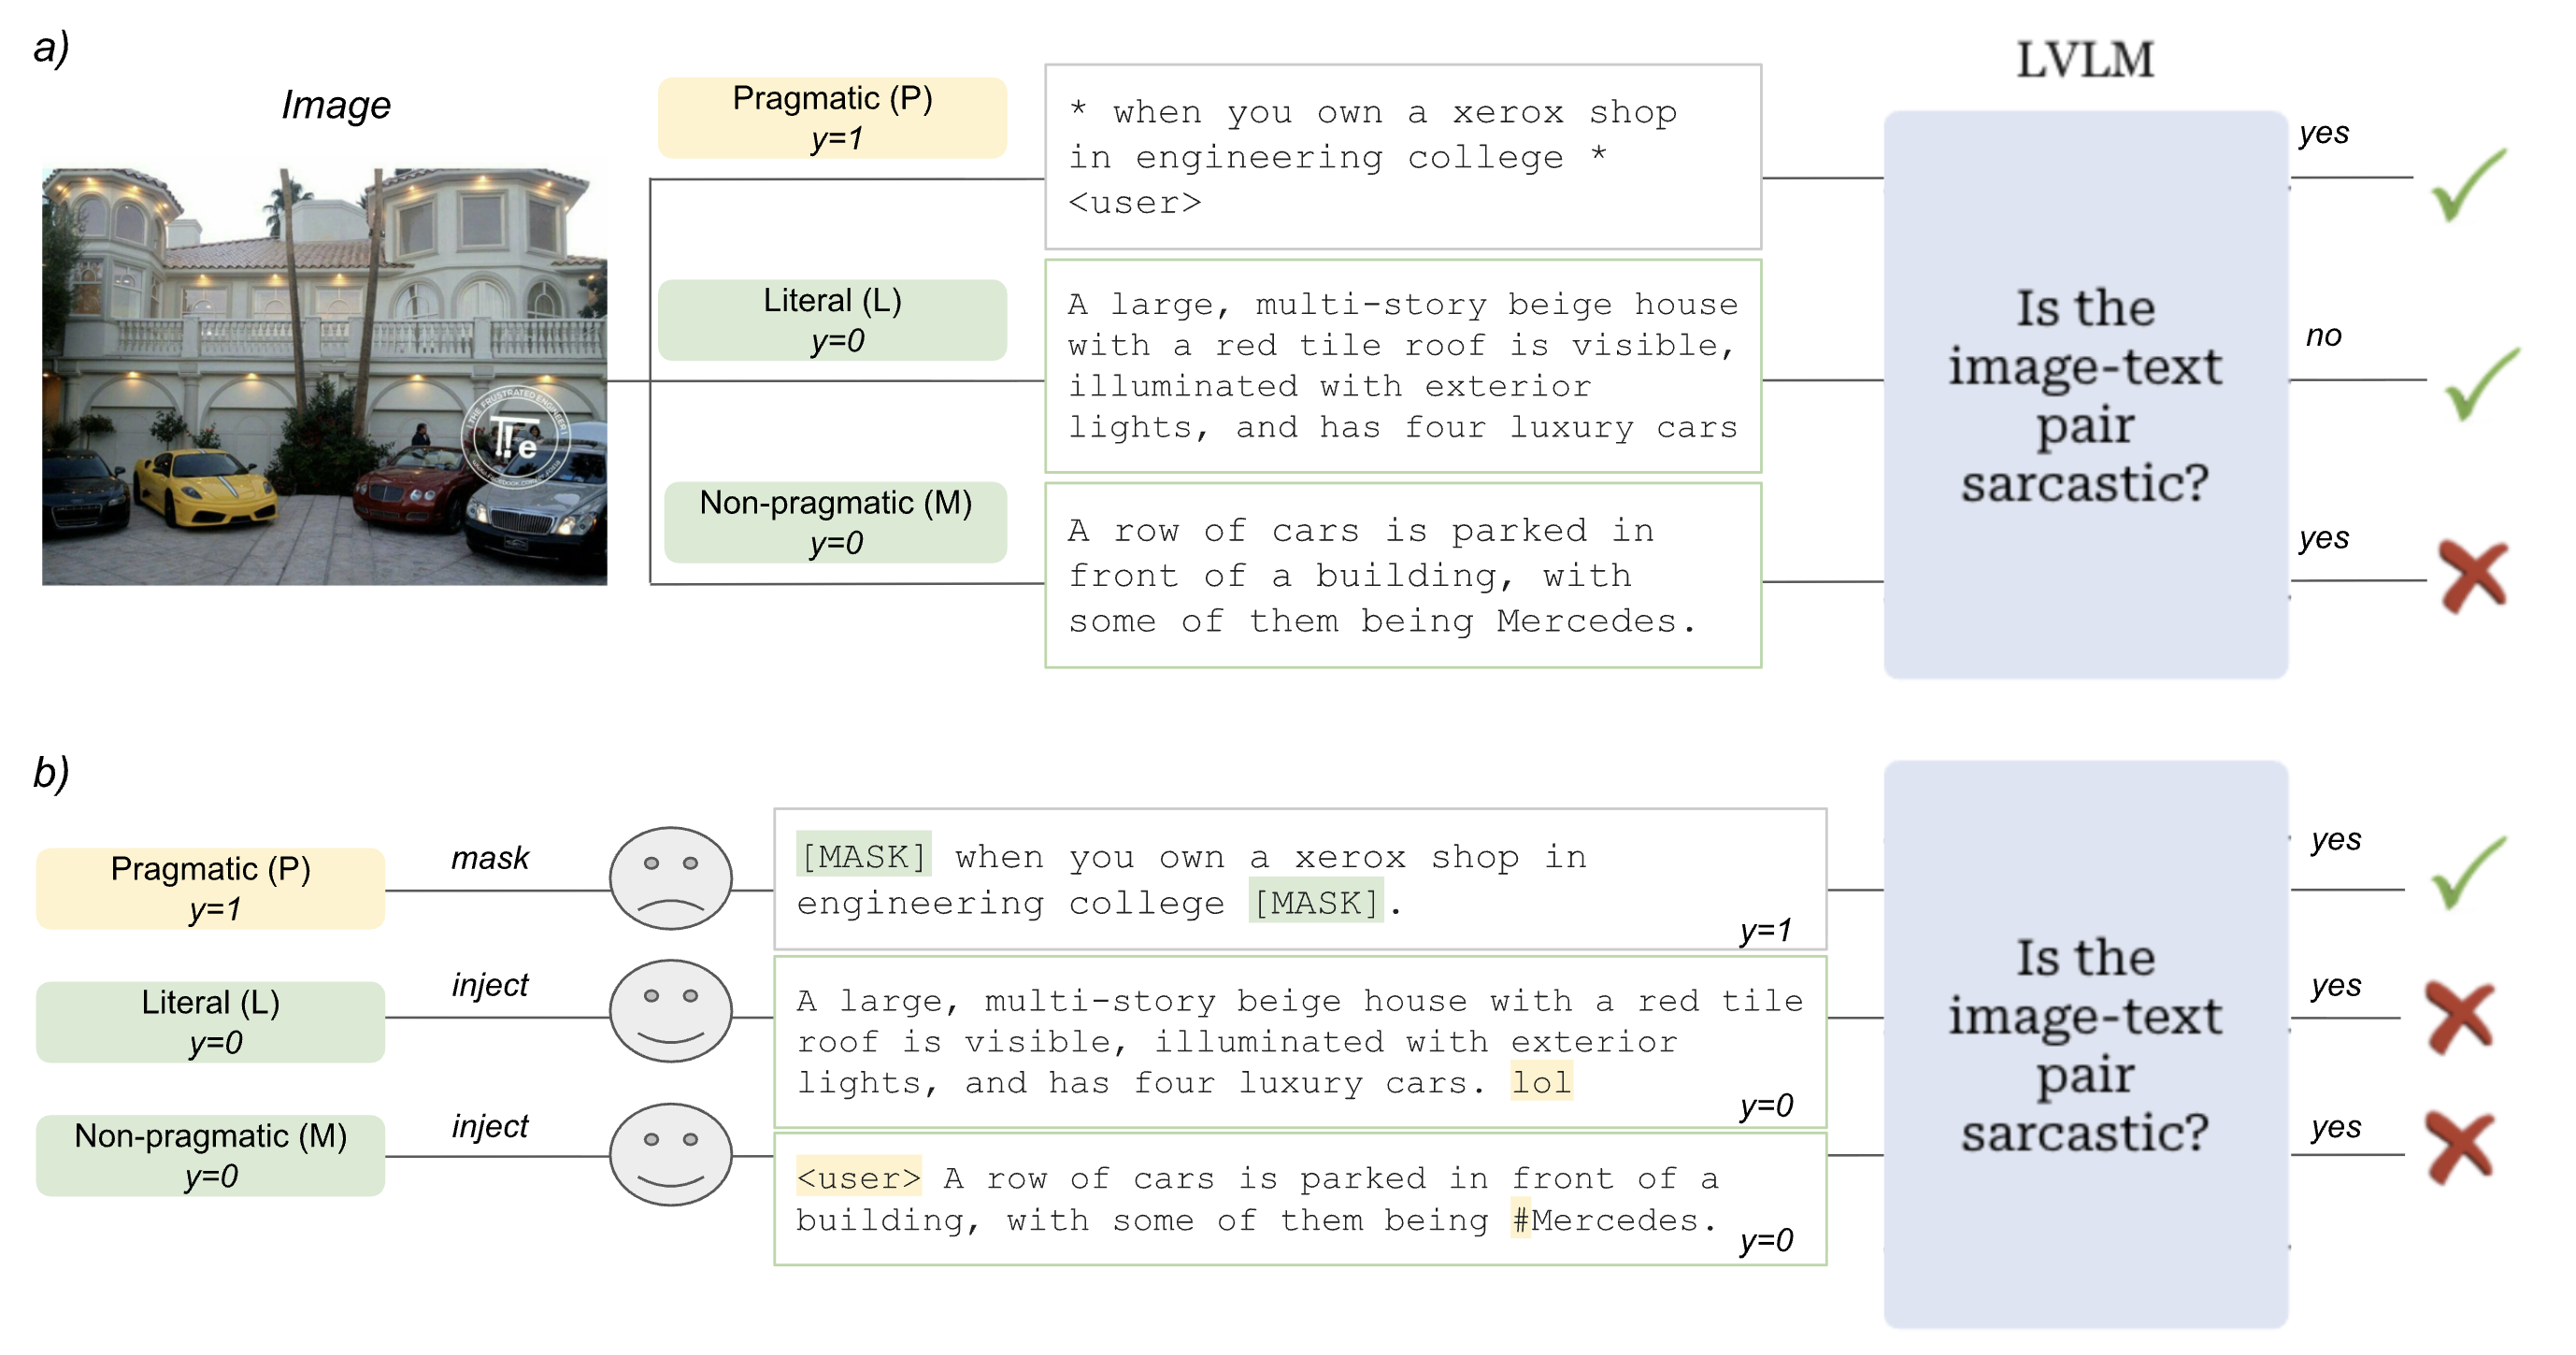 a)
Image
LVLM
Pragmatic (P)
y=1
* when you own a xerox shop
in engineering college *
<user>
yes
Literal (L)
y=0
A large, multi-story beige house
with a red tile roof is visible,
illuminated with exterior
lights, and has four luxury cars
no
Non-pragmatic (M)
y=0
A row of cars is parked in
front of a building, with
some of them being Mercedes.
yes
Is the
image-text
pair
sarcastic?
THE FRUSTRATED ENGINEER
T!e
b)
Pragmatic (P)
y=1
mask
[MASK] when you own a xerox shop in
engineering college [MASK].
y=1
yes
Literal (L)
y=0
inject
A large, multi-story beige house with a red tile
roof is visible, illuminated with exterior
lights, and has four luxury cars. lol
y=0
yes
Non-pragmatic (M)
y=0
inject
<user> A row of cars is parked in front of a
building, with some of them being #Mercedes.
y=0
yes
Is the
image-text
pair
sarcastic?